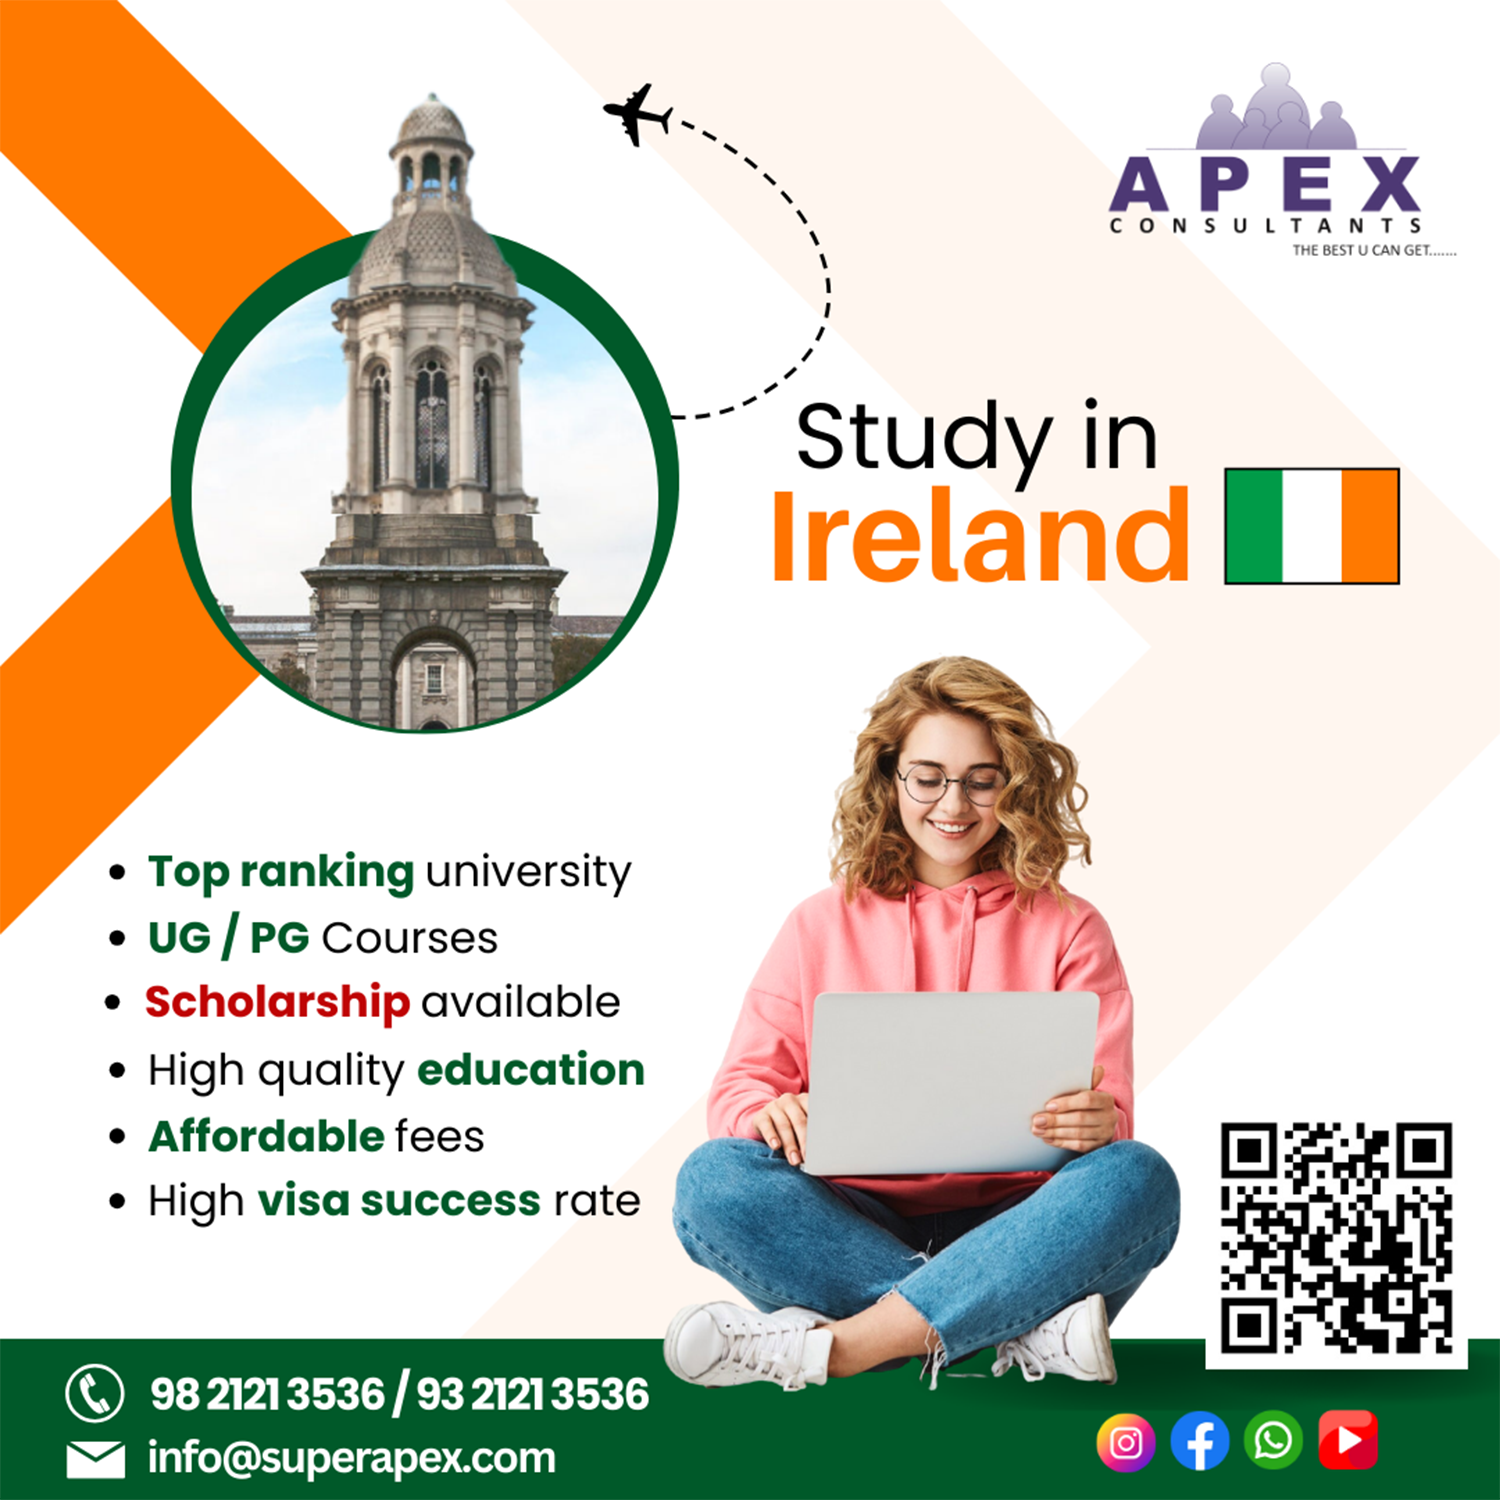 APEX
CONSULTANTS
THE BEST U CAN GET.......
Study in
Ireland
Top ranking university
UG / PG Courses
Scholarship available
High quality education
Affordable fees
High visa success rate
98 2121 3536 / 93 2121 3536
info@superapex.com